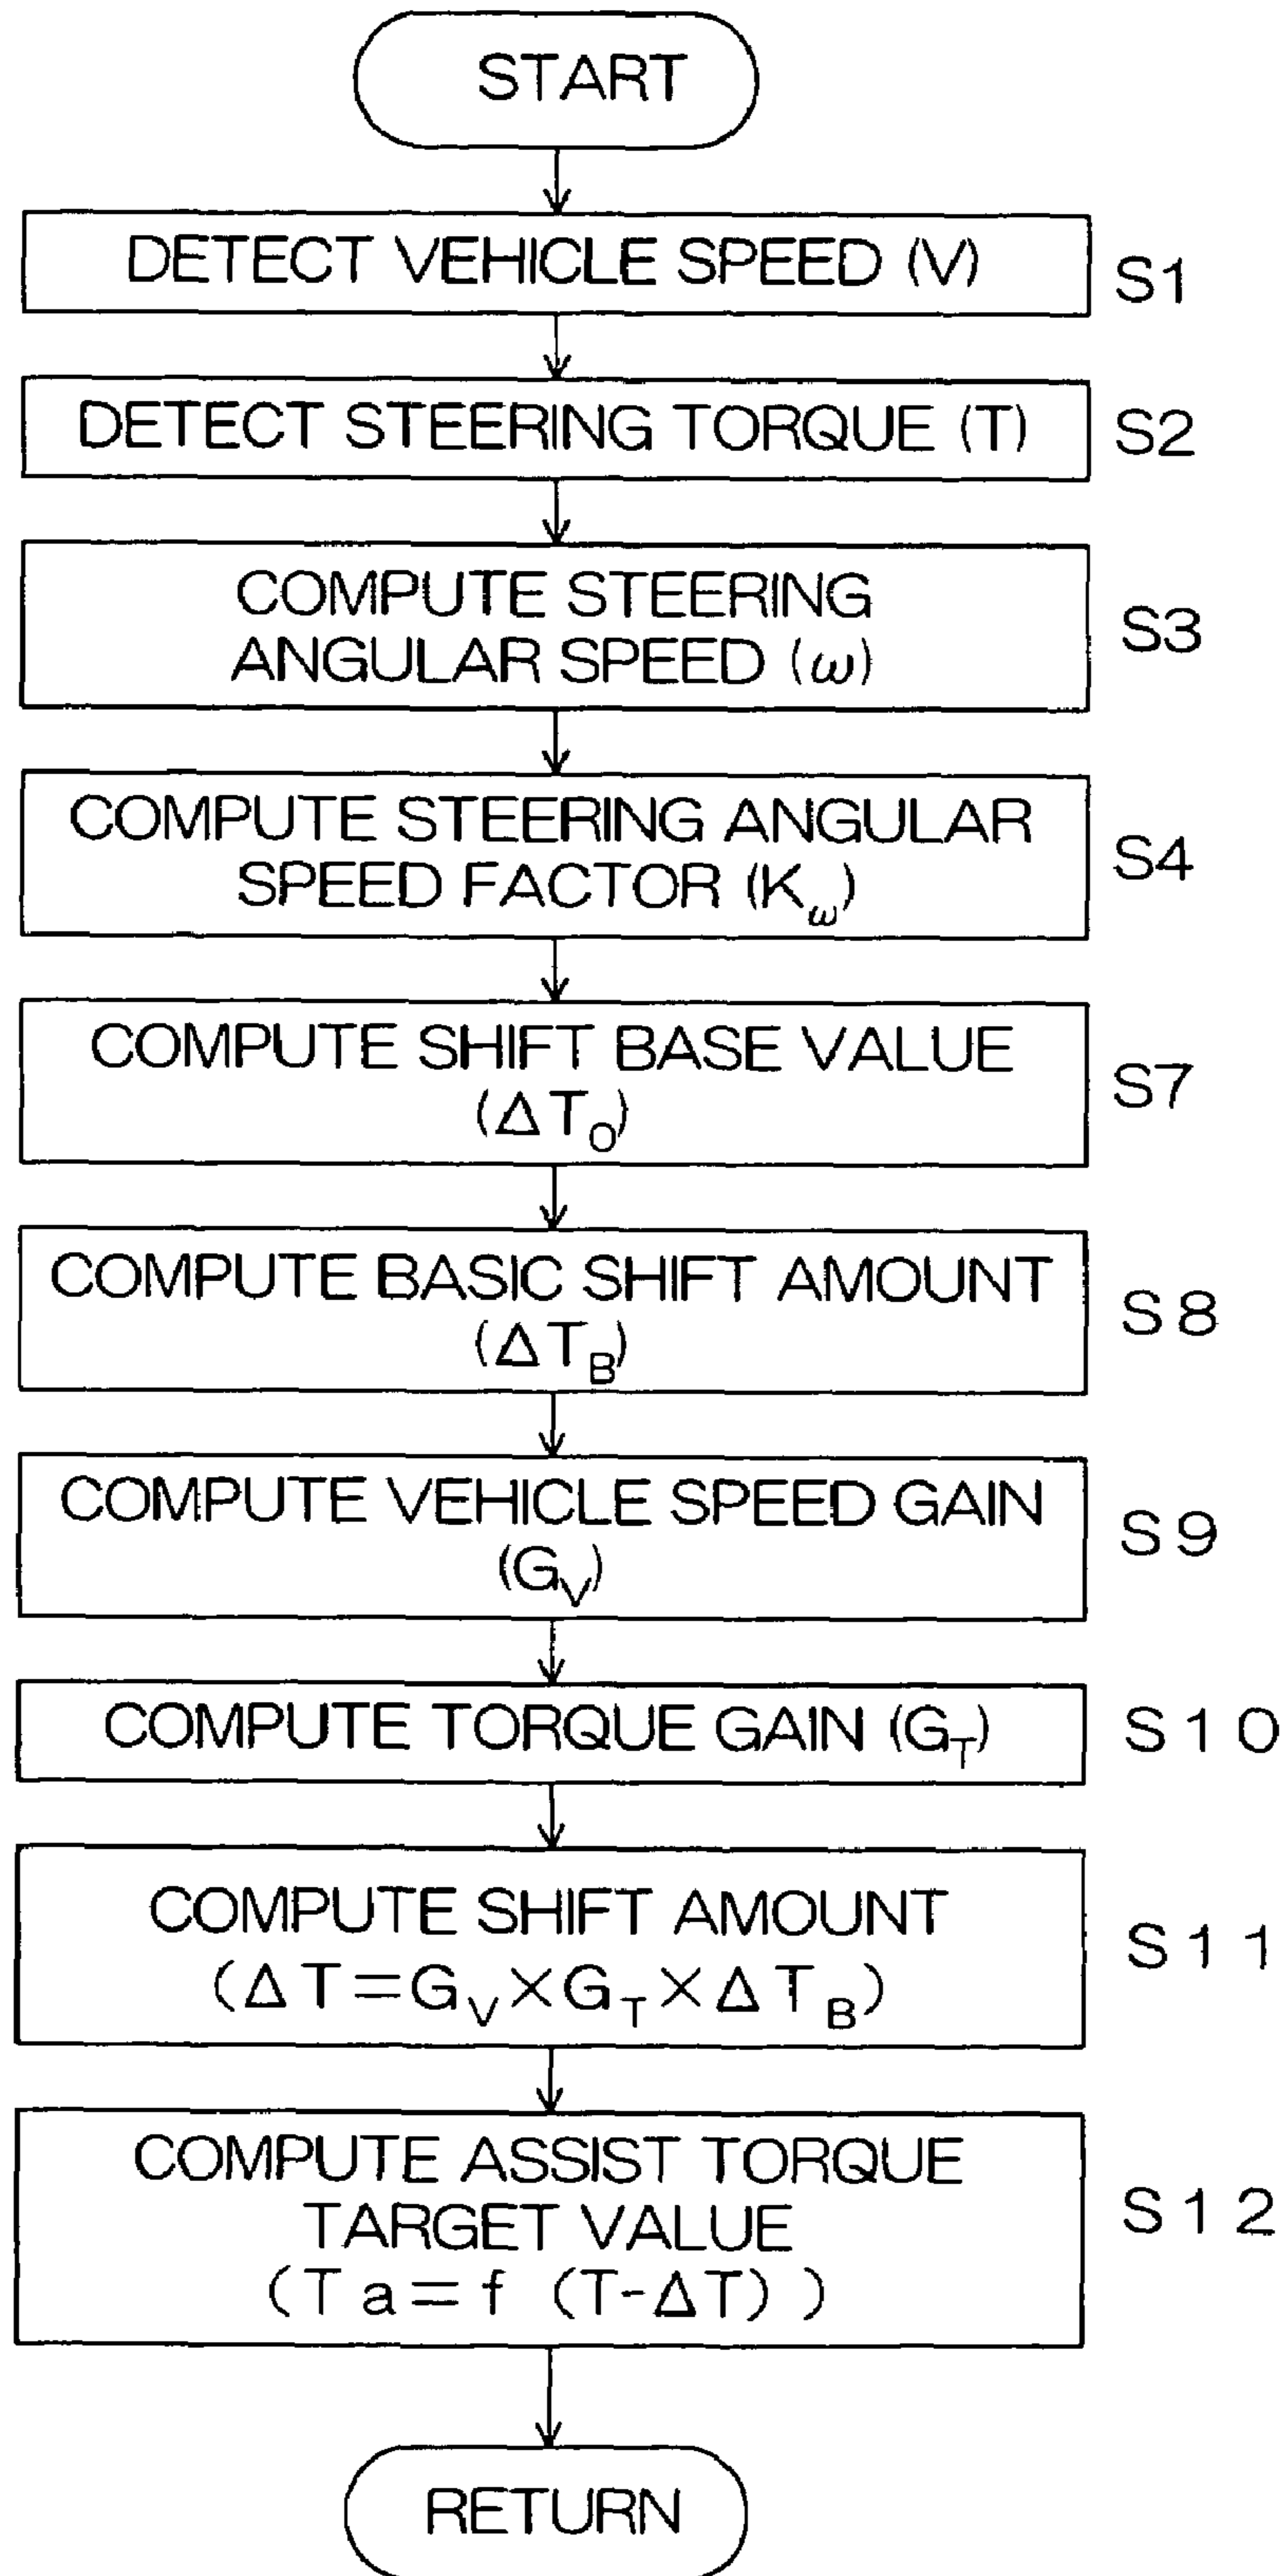 START
DETECT VEHICLE SPEED (V)
S1
DETECT STEERING TORQUE (T)
S2
COMPUTE STEERING
ANGULAR SPEED (ω)
S3
COMPUTE STEERING ANGULAR
SPEED FACTOR (Kω)
S4
COMPUTE SHIFT BASE VALUE
(ΔT₀)
S7
COMPUTE BASIC SHIFT AMOUNT
(ΔTB)
S8
COMPUTE VEHICLE SPEED GAIN
(GV)
S9
COMPUTE TORQUE GAIN (GT)
S10
COMPUTE SHIFT AMOUNT
(ΔT=GV×GT×ΔTB)
S11
COMPUTE ASSIST TORQUE
TARGET VALUE
(Ta=f (T-ΔT))
S12
RETURN